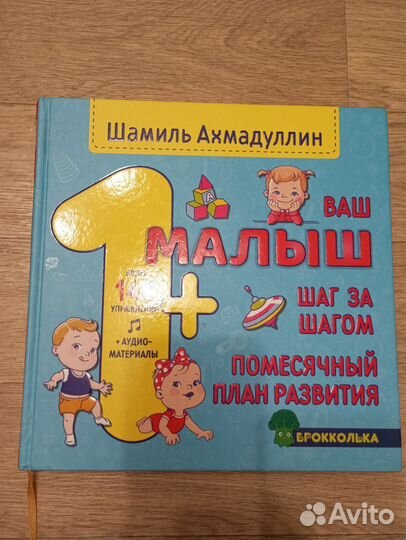 Шамиль Ахмадуллин
1+
ВАШ
МАЛЫШ
ШАГ ЗА
ШАГОМ
ПОМЕСЯЧНЫЙ
ПЛАН РАЗВИТИЯ
УПРАЖНЕНИЙ
+ АУДИО-
МАТЕРИАЛЫ
БРОККОЛЬКА
А
Avito